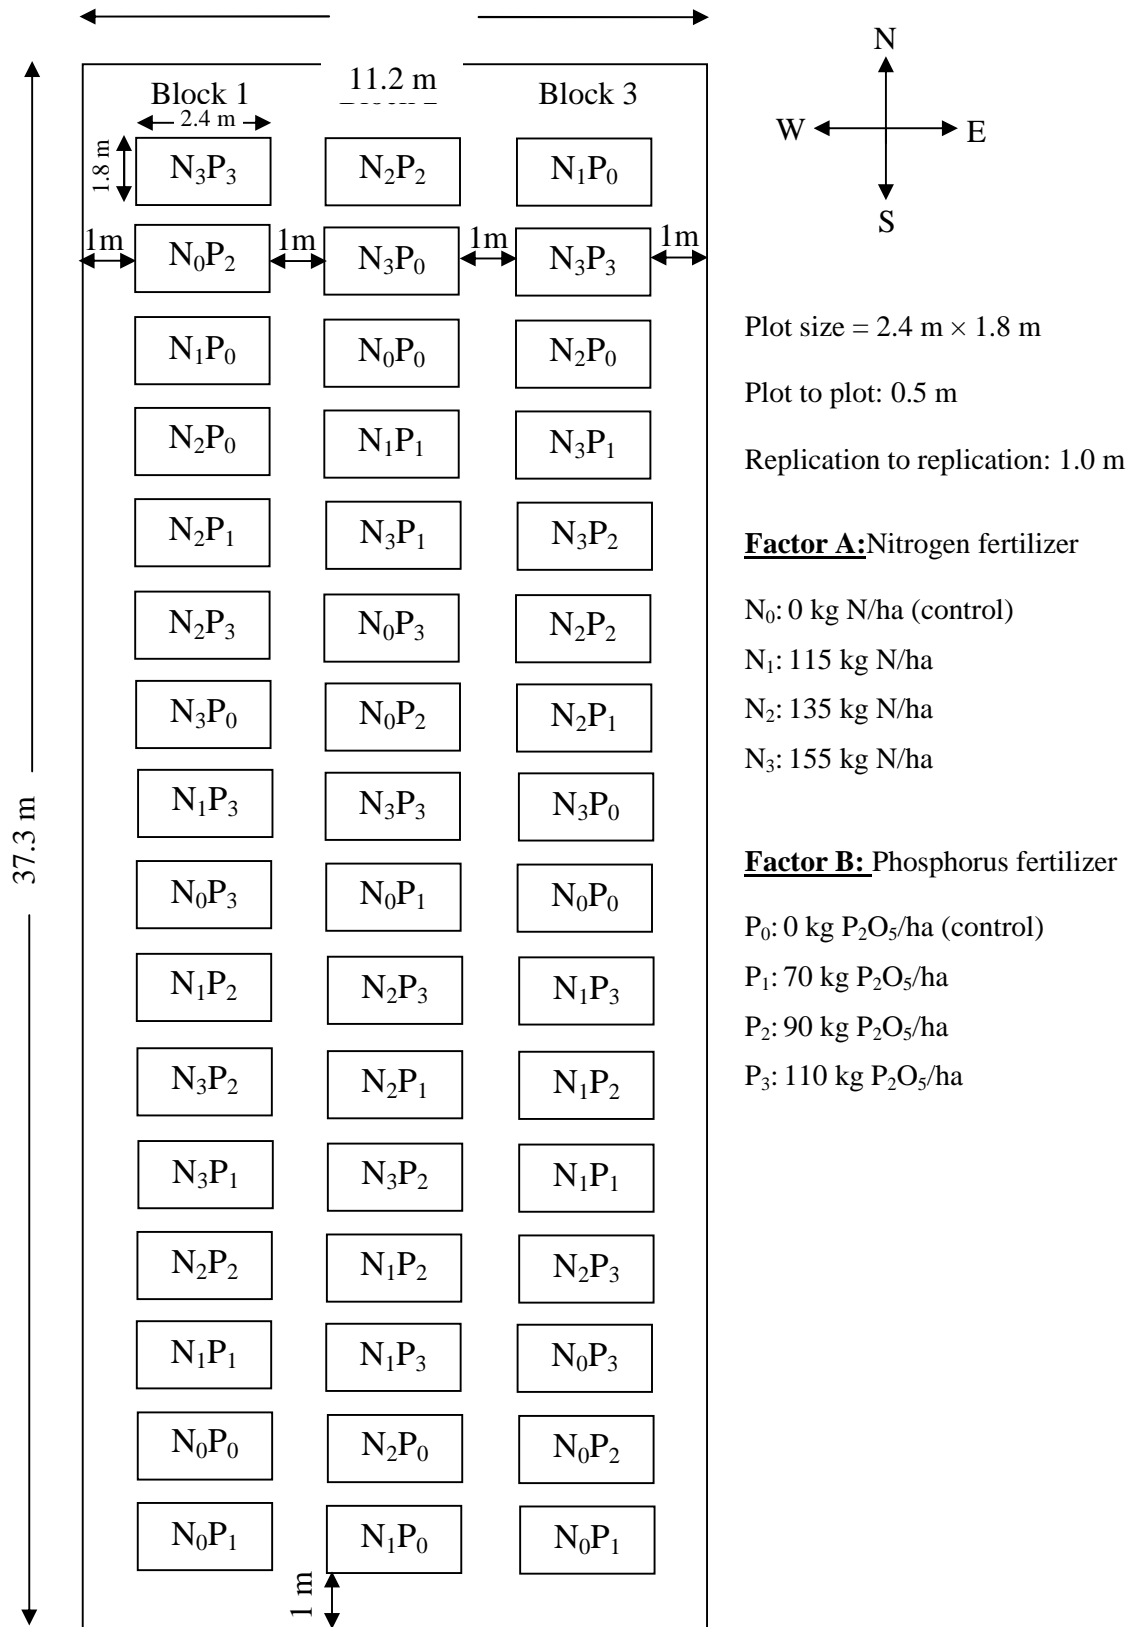 11.2 m
Block 1 Block 3
2.4 m
1.8 m
N₃P₃ N₂P₂ N₁P₀
1m 1m 1m 1m
N₀P₂ N₃P₀ N₃P₃
N₁P₀ N₀P₀ N₂P₀
N₂P₀ N₁P₁ N₃P₁
N₂P₁ N₃P₁ N₃P₂
N₂P₃ N₀P₃ N₂P₂
N₃P₀ N₀P₂ N₂P₁
N₁P₃ N₃P₃ N₃P₀
N₀P₃ N₀P₁ N₀P₀
N₁P₂ N₂P₃ N₁P₃
N₃P₂ N₂P₁ N₁P₂
N₃P₁ N₃P₂ N₁P₁
N₂P₂ N₁P₂ N₂P₃
N₁P₁ N₁P₃ N₀P₃
N₀P₀ N₂P₀ N₀P₂
N₀P₁ N₁P₀ N₀P₁
1 m
37.3 m
N
W E
S
Plot size = 2.4 m × 1.8 m
Plot to plot: 0.5 m
Replication to replication: 1.0 m
Factor A:Nitrogen fertilizer
N₀: 0 kg N/ha (control)
N₁: 115 kg N/ha
N₂: 135 kg N/ha
N₃: 155 kg N/ha
Factor B: Phosphorus fertilizer
P₀: 0 kg P₂O₅/ha (control)
P₁: 70 kg P₂O₅/ha
P₂: 90 kg P₂O₅/ha
P₃: 110 kg P₂O₅/ha